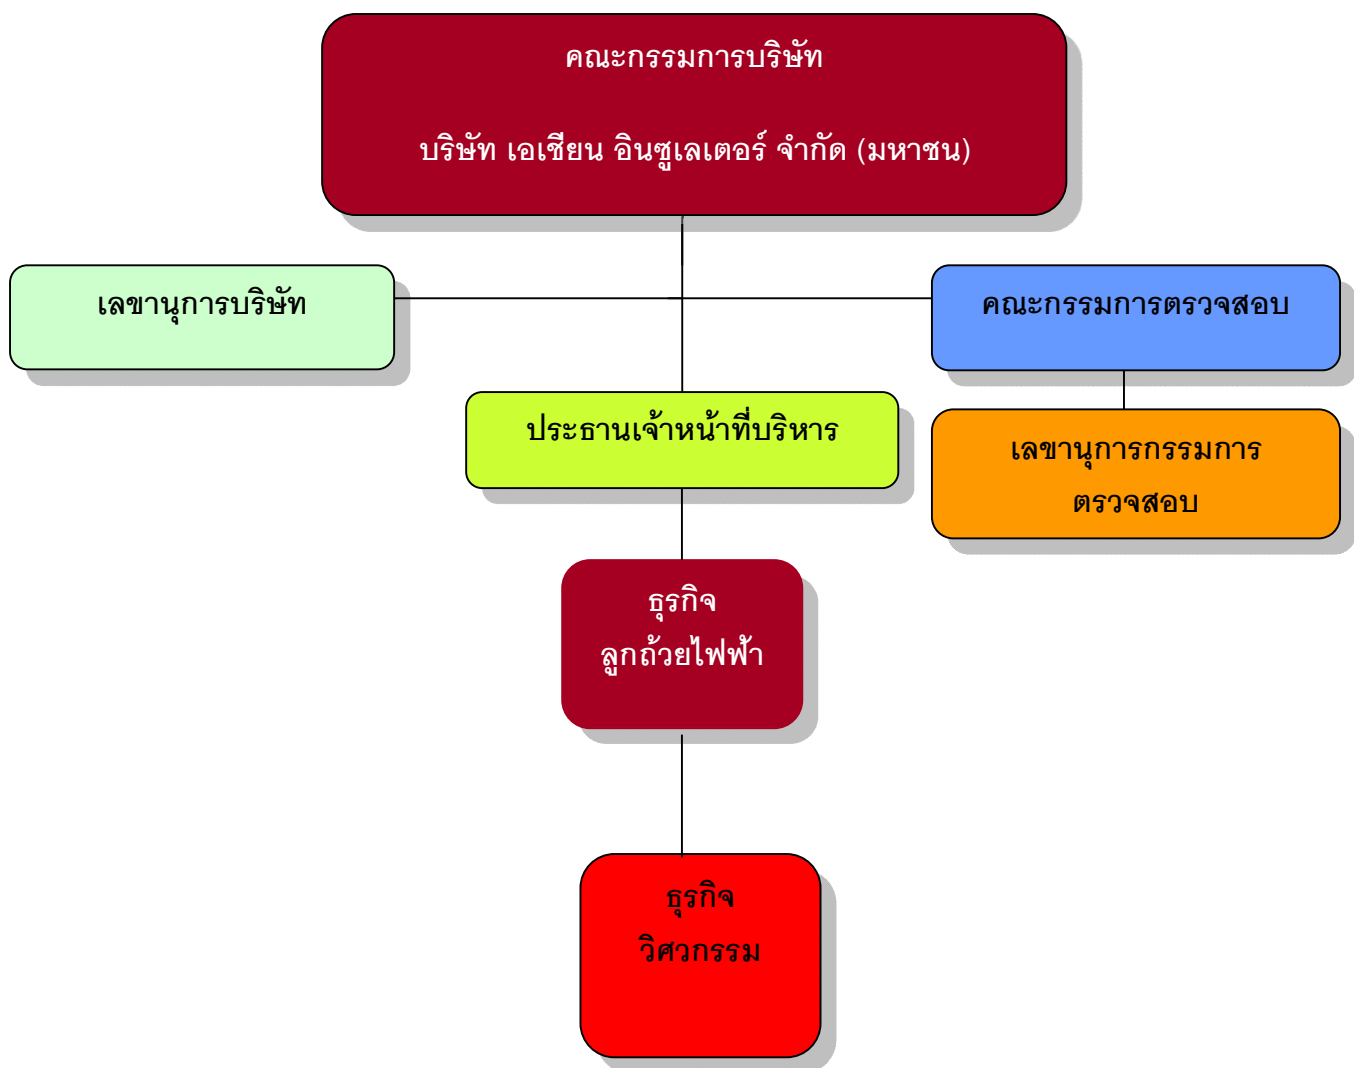 คณะกรรมการบริษัท
บริษัท เอเชียน อินซูเลเตอร์ จำกัด (มหาชน)
เลขานุการบริษัท
คณะกรรมการตรวจสอบ
ประธานเจ้าหน้าที่บริหาร
เลขานุการกรรมการ
ตรวจสอบ
ธุรกิจ
ลูกถ้วยไฟฟ้า
ธุรกิจ
วิศวกรรม